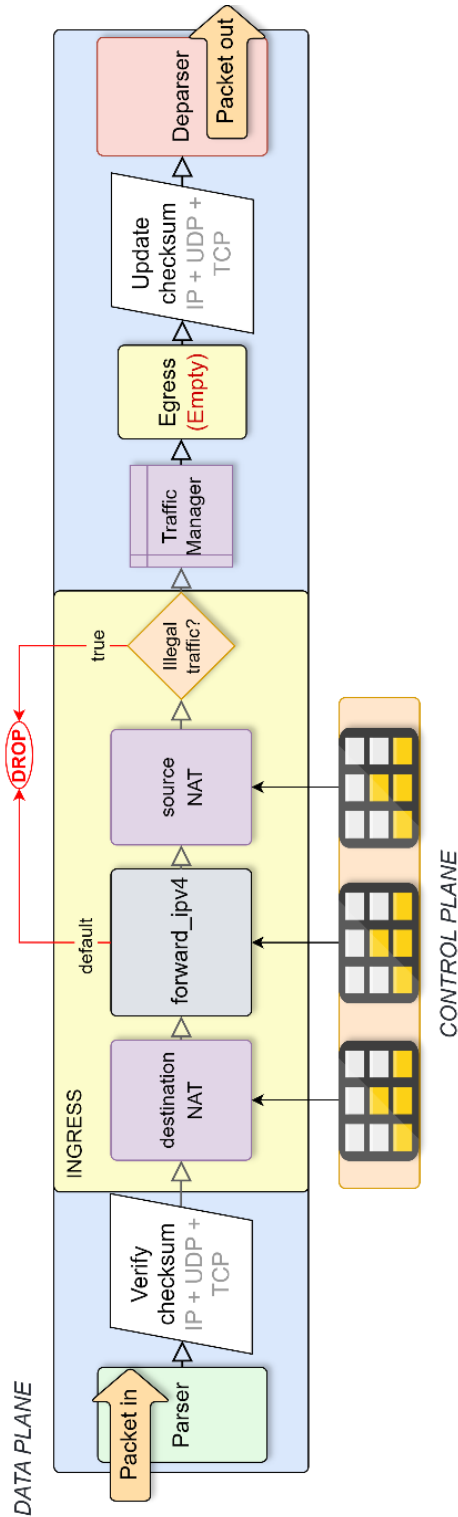 DATA PLANE
Packet in
Parser
Verify
checksum
IP + UDP +
TCP
INGRESS
destination
NAT
default
forward_ipv4
DROP
source
NAT
true
Illegal
traffic?
Traffic
Manager
Egress
(Empty)
Update
checksum
IP + UDP +
TCP
Deparser
Packet out
CONTROL PLANE